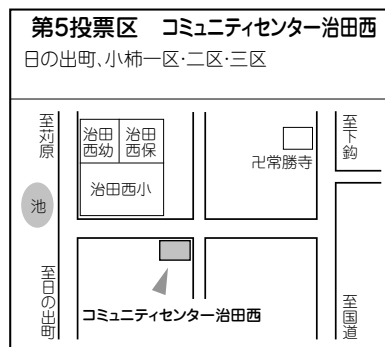 第5投票区 コミュニティセンター治田西
日の出町、小柿一区・二区・三区
至苅原
治田西幼
治田西保
治田西小
卍常勝寺
至下鈎
池
至日の出町
コミュニティセンター治田西
至国道